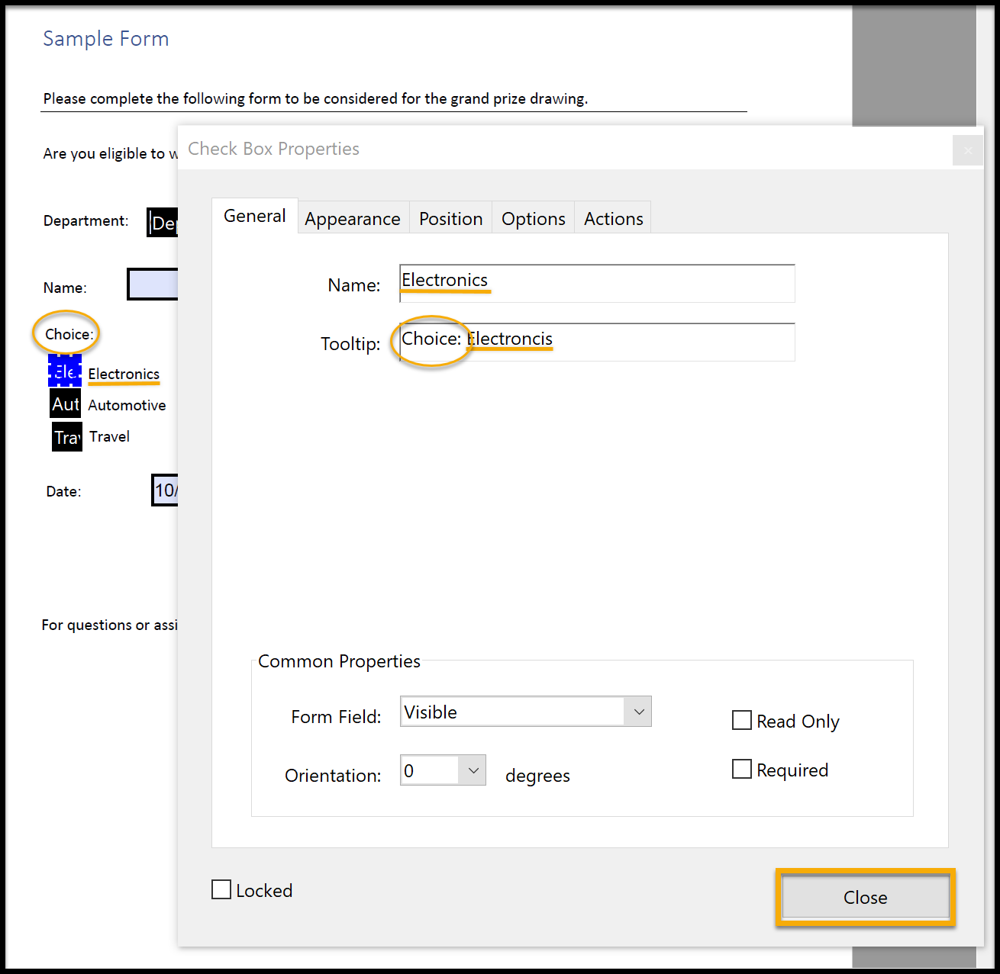 Sample Form
Please complete the following form to be considered for the grand prize drawing.
Are you eligible to w
Check Box Properties
General Appearance Position Options Actions
Department: Dep
Name:
Name: Electronics
Choice:
Tooltip: Choice: Electroncis
Ele Electronics
Aut Automotive
Trav Travel
Date: 10/
For questions or assi
Common Properties
Form Field: Visible
Read Only
Orientation: 0 degrees
Required
Locked
Close